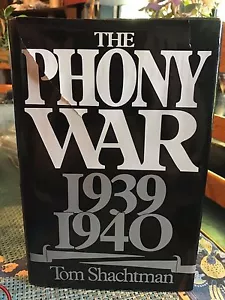 THE
PHONY
WAR
1939
1940
Tom Shachtman